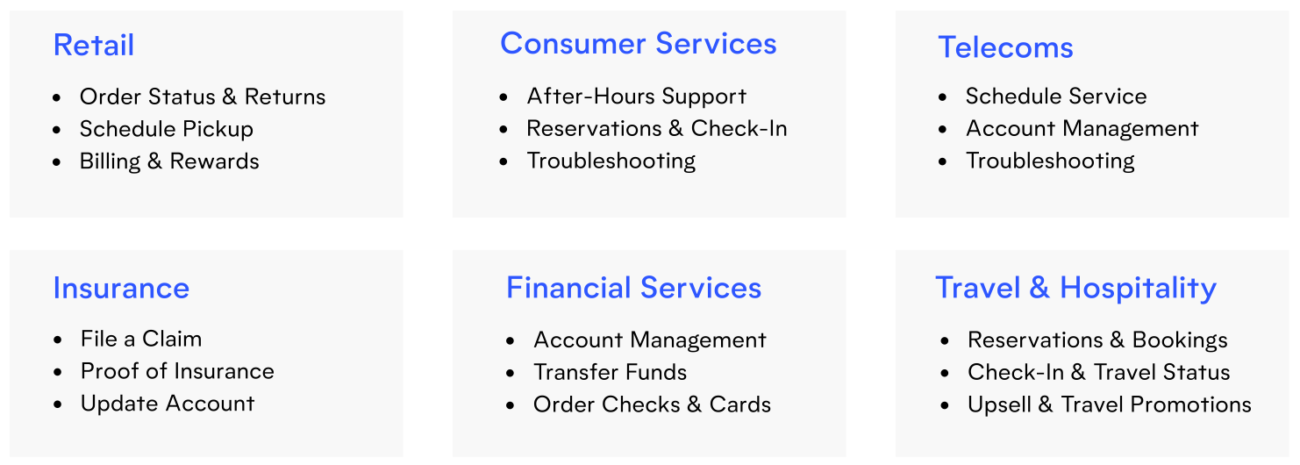 Retail
• Order Status & Returns
• Schedule Pickup
• Billing & Rewards
Consumer Services
• After-Hours Support
• Reservations & Check-In
• Troubleshooting
Telecoms
• Schedule Service
• Account Management
• Troubleshooting
Insurance
• File a Claim
• Proof of Insurance
• Update Account
Financial Services
• Account Management
• Transfer Funds
• Order Checks & Cards
Travel & Hospitality
• Reservations & Bookings
• Check-In & Travel Status
• Upsell & Travel Promotions